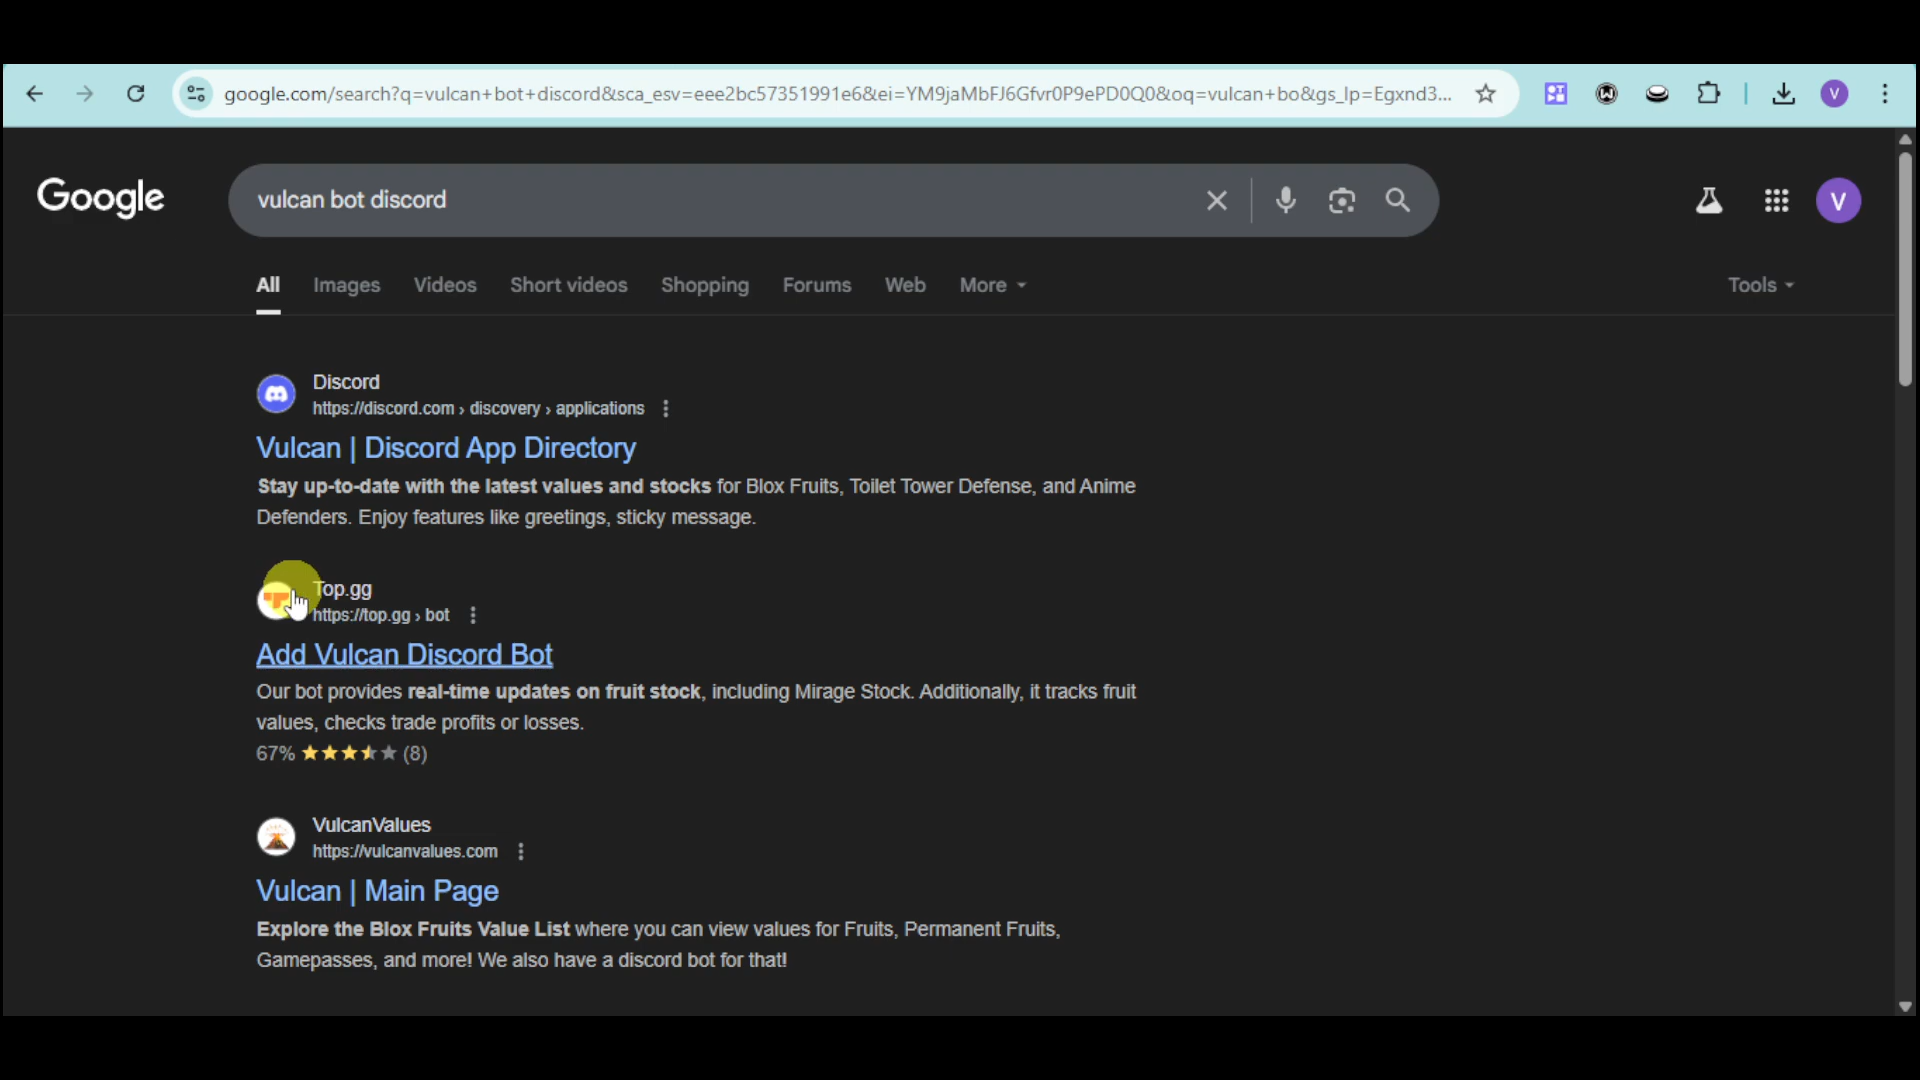 google.com/search?q=vulcan+bot+discord&sca_esv=eee2bc57351991e6&ei=YM9jaMbFJ6Gfvr0P9ePD0Q0&oq=vulcan+bo&gs_lp=Egxnd3...
V
Google
vulcan bot discord
V
All Images Videos Short videos Shopping Forums Web More Tools
Discord
https://discord.com › discovery › applications
Vulcan | Discord App Directory
Stay up-to-date with the latest values and stocks for Blox Fruits, Toilet Tower Defense, and Anime
Defenders. Enjoy features like greetings, sticky message.
Top.gg
https://top.gg › bot
Add Vulcan Discord Bot
Our bot provides real-time updates on fruit stock, including Mirage Stock. Additionally, it tracks fruit
values, checks trade profits or losses.
67% (8)
VulcanValues
https://vulcanvalues.com
Vulcan | Main Page
Explore the Blox Fruits Value List where you can view values for Fruits, Permanent Fruits,
Gamepasses, and more! We also have a discord bot for that!